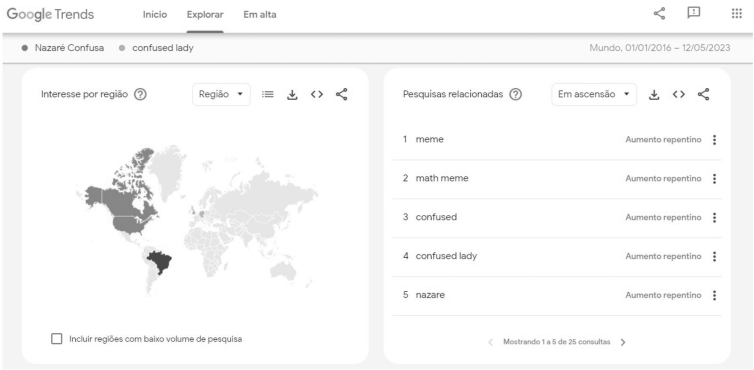 Google Trends Início Explorar Em alta
Nazaré Confusa confused lady Mundo, 01/01/2016 – 12/05/2023
Interesse por região Região
Pesquisas relacionadas Em ascensão
1 meme Aumento repentino
2 math meme Aumento repentino
3 confused Aumento repentino
4 confused lady Aumento repentino
5 nazare Aumento repentino
Incluir regiões com baixo volume de pesquisa
Mostrando 1 a 5 de 25 consultas